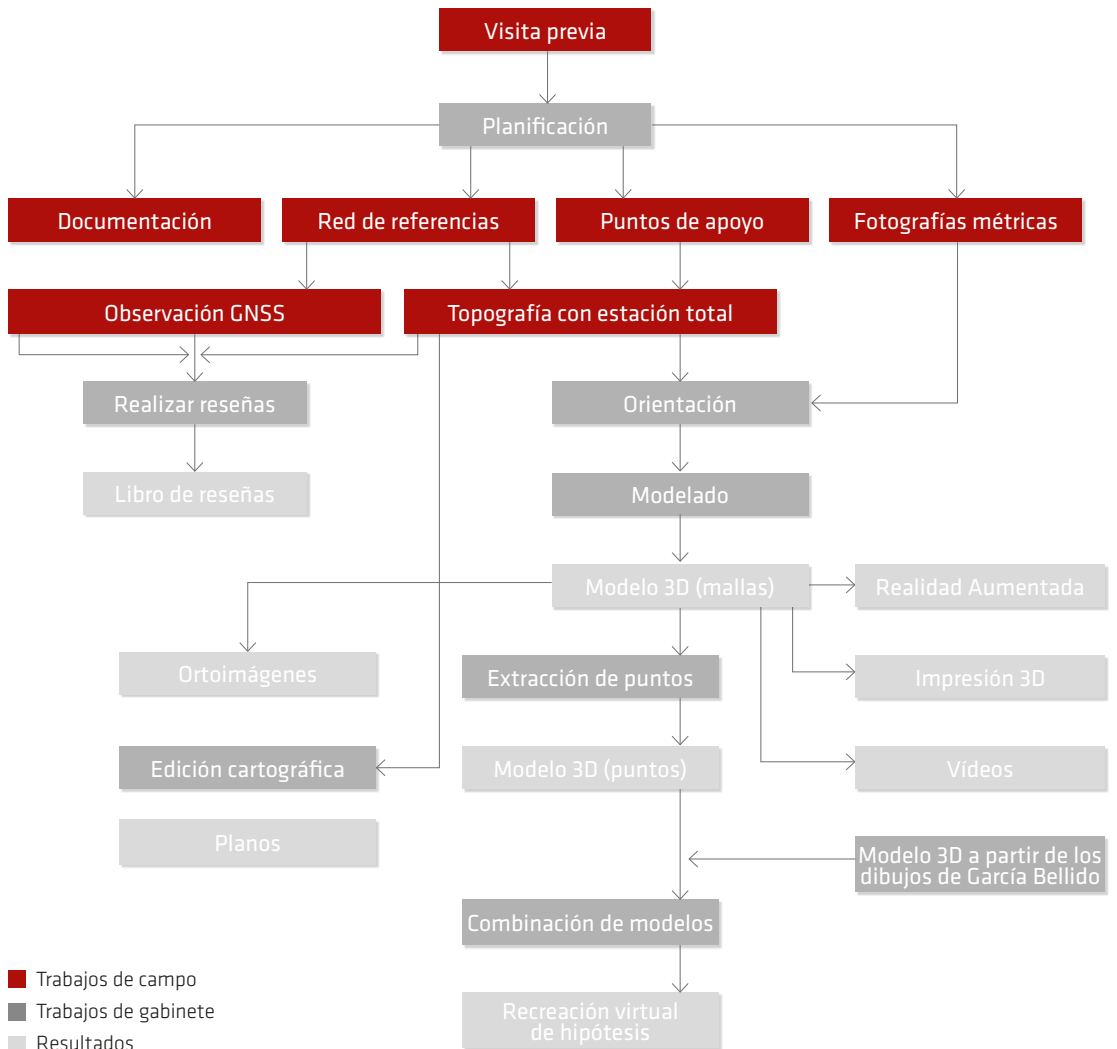 Visita previa
Planificación
Documentación
Red de referencias
Puntos de apoyo
Fotografías métricas
Observación GNSS
Topografía con estación total
Realizar reseñas
Orientación
Libro de reseñas
Modelado
Modelo 3D (mallas)
Realidad Aumentada
Ortoimágenes
Extracción de puntos
Impresión 3D
Edición cartográfica
Modelo 3D (puntos)
Vídeos
Planos
Modelo 3D a partir de los
dibujos de García Bellido
Combinación de modelos
Trabajos de campo
Trabajos de gabinete
Resultados
Recreación virtual
de hipótesis